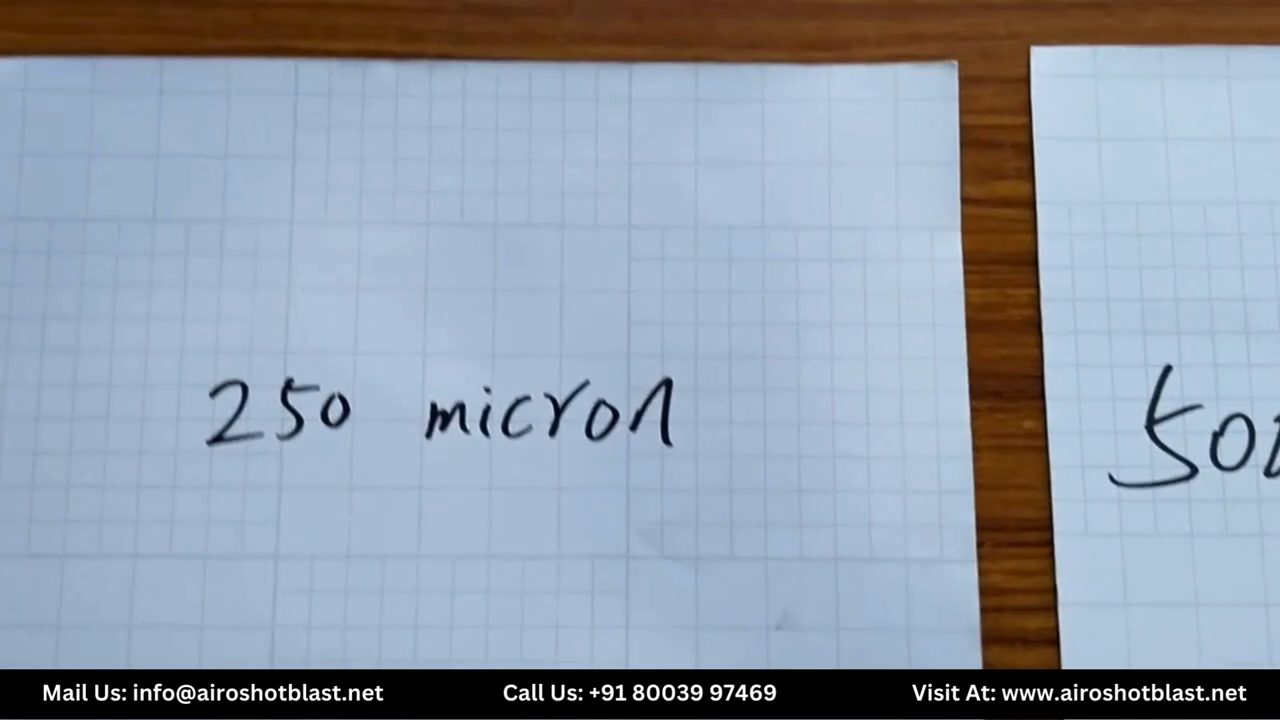 250 micron
Mail Us: info@airoshotblast.net
Call Us: +91 80039 97469
Visit At: www.airoshotblast.net